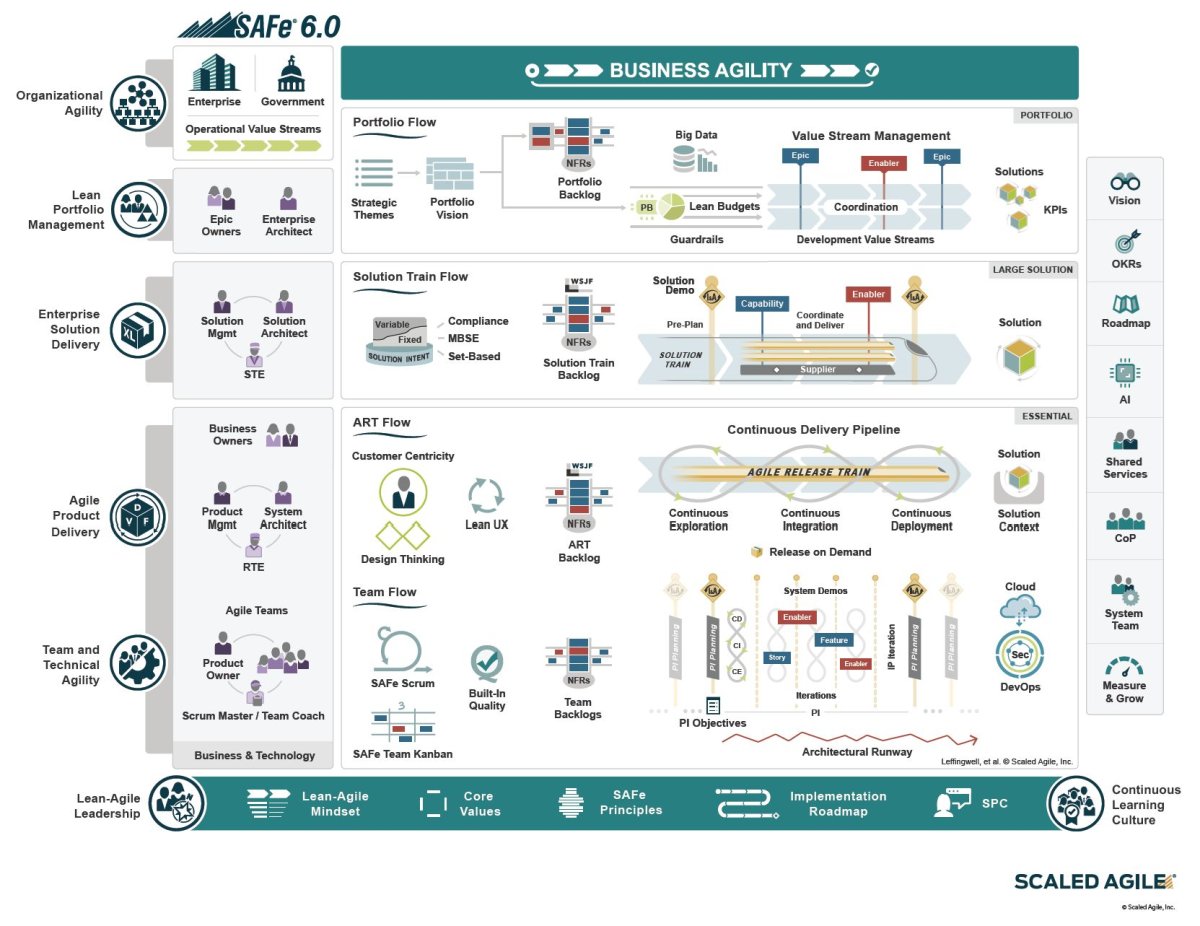 SAFe® 6.0
Organizational
Agility
Enterprise
Government
Operational Value Streams
BUSINESS AGILITY
PORTFOLIO
Portfolio Flow
Strategic
Themes
Portfolio
Vision
NFRs
Portfolio
Backlog
Big Data
PB
Lean Budgets
Guardrails
Value Stream Management
Epic
Enabler
Epic
Coordination
Development Value Streams
Solutions
KPIs
Lean
Portfolio
Management
Epic
Owners
Enterprise
Architect
LARGE SOLUTION
Enterprise
Solution
Delivery
Solution
Mgmt
Solution
Architect
STE
Solution Train Flow
Variable
Fixed
SOLUTION INTENT
Compliance
MBSE
Set-Based
WSJF
NFRs
Solution Train
Backlog
Solution
Demo
Pre-Plan
I&A
Capability
Coordinate
and Deliver
Enabler
I&A
SOLUTION
TRAIN
Supplier
Solution
XL
ESSENTIAL
Agile
Product
Delivery
D
V
F
Business
Owners
Product
Mgmt
System
Architect
RTE
ART Flow
Customer Centricity
Design Thinking
Lean UX
WSJF
NFRs
ART
Backlog
Continuous Delivery Pipeline
AGILE RELEASE TRAIN
Continuous
Exploration
Continuous
Integration
Continuous
Deployment
Release on Demand
Solution
Solution
Context
Team and
Technical
Agility
Agile Teams
Product
Owner
Scrum Master / Team Coach
Business & Technology
Team Flow
SAFe Scrum
3
SAFe Team Kanban
Built-In
Quality
NFRs
Team
Backlogs
I&A
I&A
I&A
I&A
PI Planning
PI Planning
CD
CI
CE
System Demos
Enabler
Feature
Story
Enabler
Iterations
IP Iteration
PI Planning
PI Planning
PI
PI Objectives
Architectural Runway
Cloud
Sec
DevOps
Leffingwell, et al. © Scaled Agile, Inc.
Vision
OKRs
Roadmap
AI
Shared
Services
CoP
System
Team
Measure
& Grow
Lean-Agile
Leadership
Lean-Agile
Mindset
Core
Values
SAFe
Principles
Implementation
Roadmap
SPC
Continuous
Learning
Culture
SCALED AGILE®
© Scaled Agile, Inc.